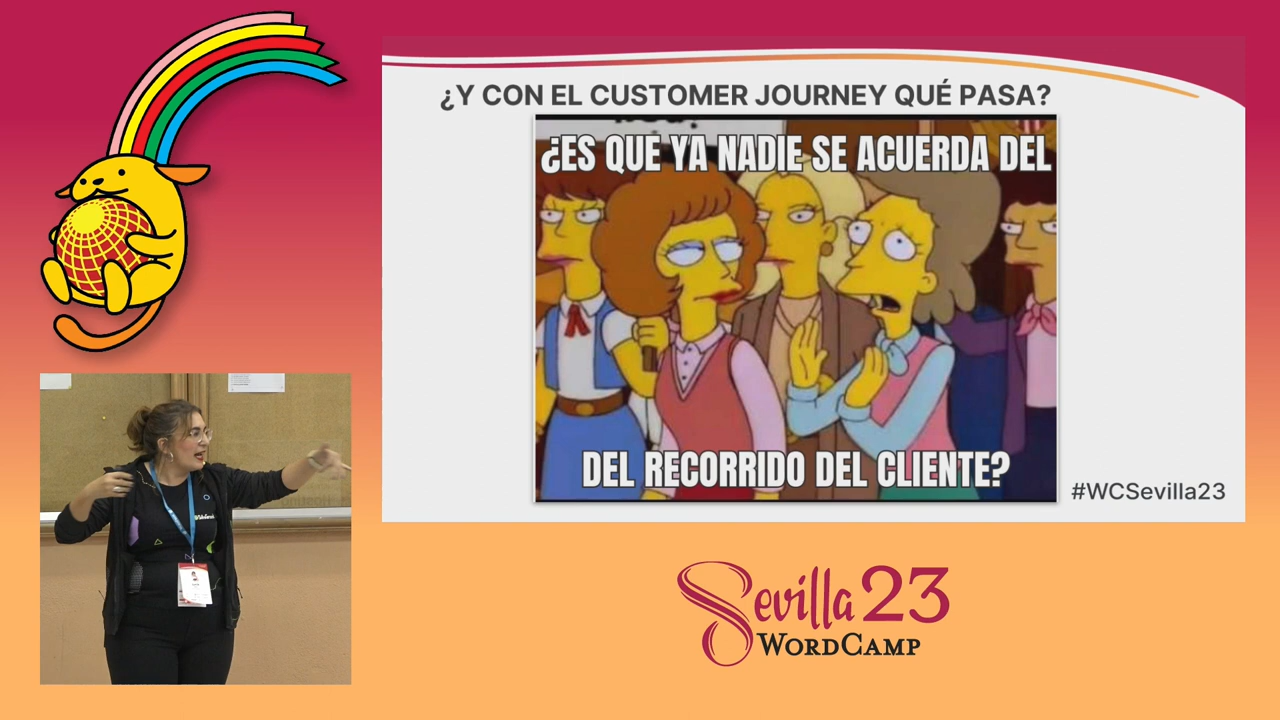 ¿Y CON EL CUSTOMER JOURNEY QUÉ PASA?
¿ES QUE YA NADIE SE ACUERDA DEL
DEL RECORRIDO DEL CLIENTE?
#WCSevilla23
Sevilla 23
WORDCAMP